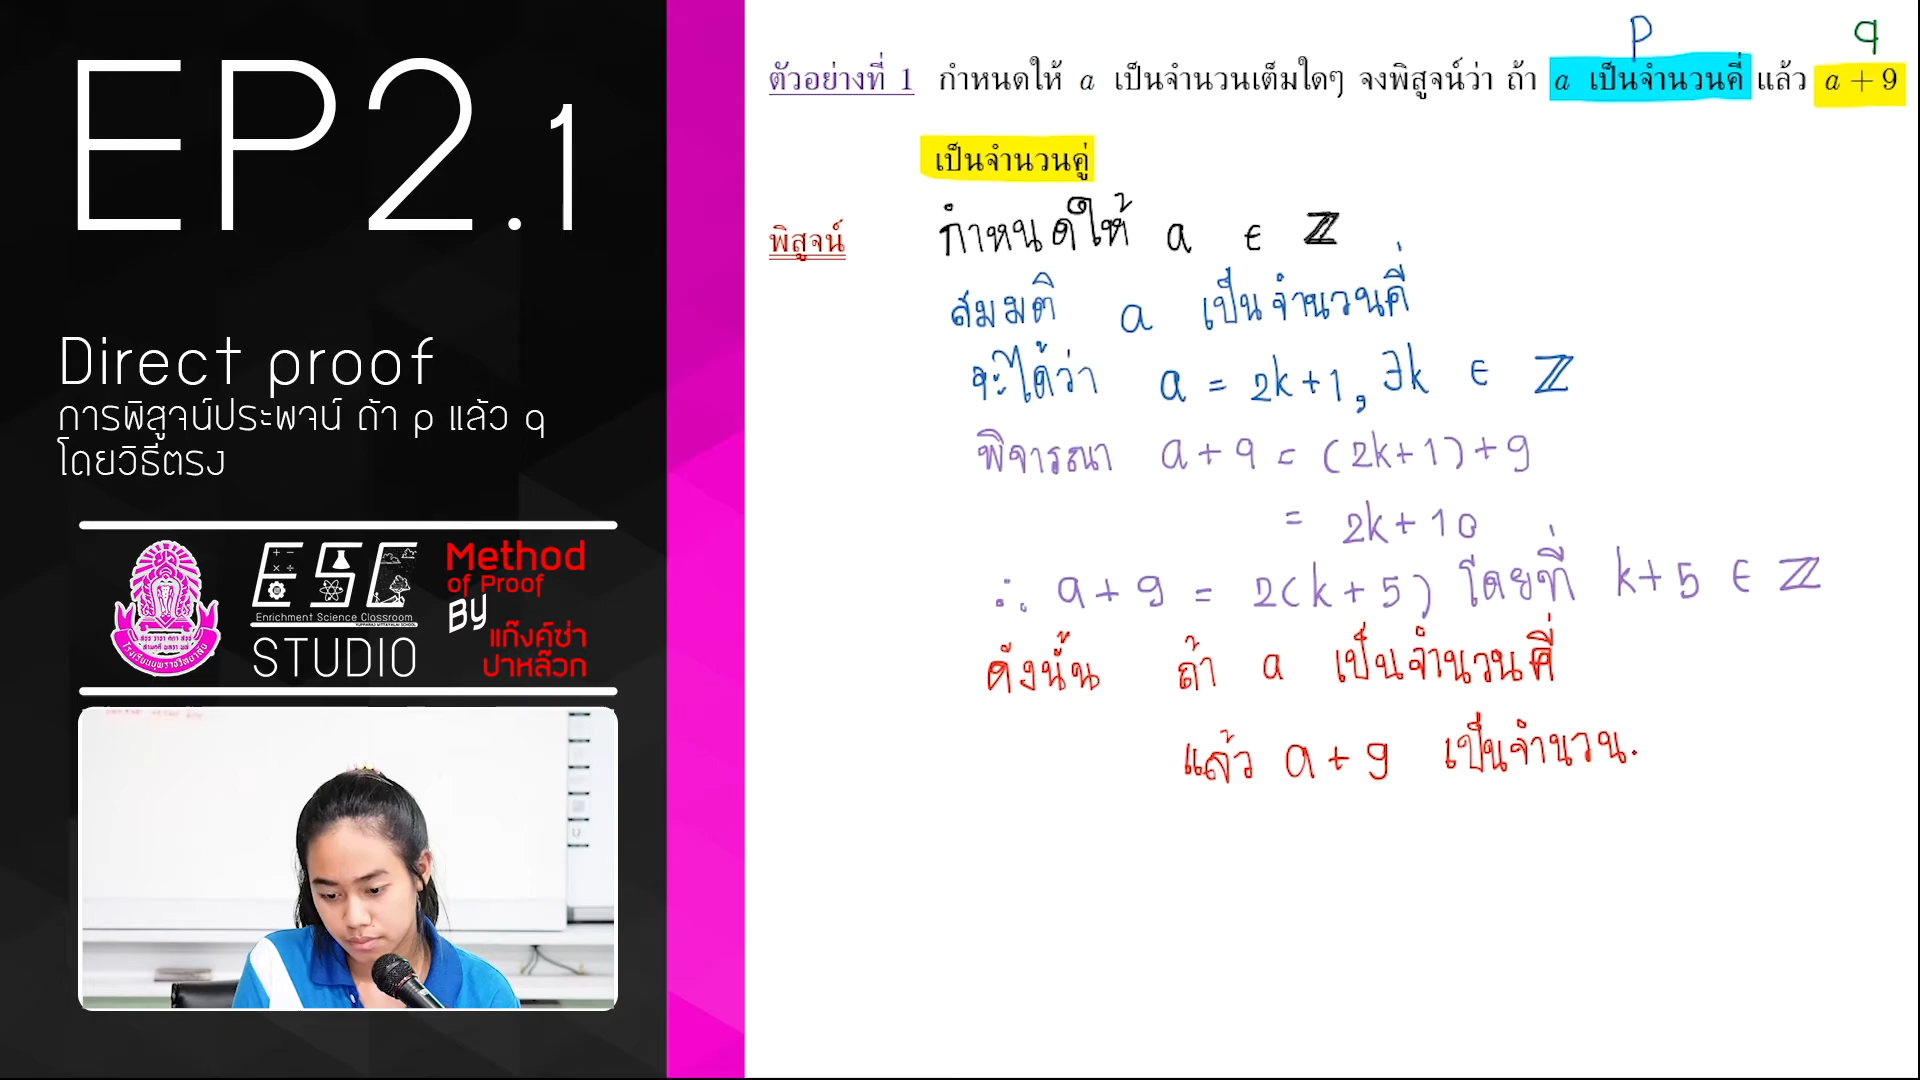 EP2.1
Direct proof
การพิสูจน์ประพจน์ ถ้า p แล้ว q
โดยวิธีตรง
ESC
Enrichment Science Classroom
STUDIO
Method
of Proof
By
แก๊งค์ซ่า
ปาหล๊วก
p q
ตัวอย่างที่ 1 กำหนดให้ a เป็นจำนวนเต็มใดๆ จงพิสูจน์ว่า ถ้า a เป็นจำนวนคี่ แล้ว a + 9
เป็นจำนวนคู่
พิสูจน์ กำหนดให้ a ∈ ℤ
สมมติ a เป็นจำนวนคี่
จะได้ว่า a = 2k+1, ∃k ∈ ℤ
พิจารณา a+9 = (2k+1)+9
= 2k+10
∴ a+9 = 2(k+5) โดยที่ k+5 ∈ ℤ
ดังนั้น ถ้า a เป็นจำนวนคี่
แล้ว a+9 เป็นจำนวน